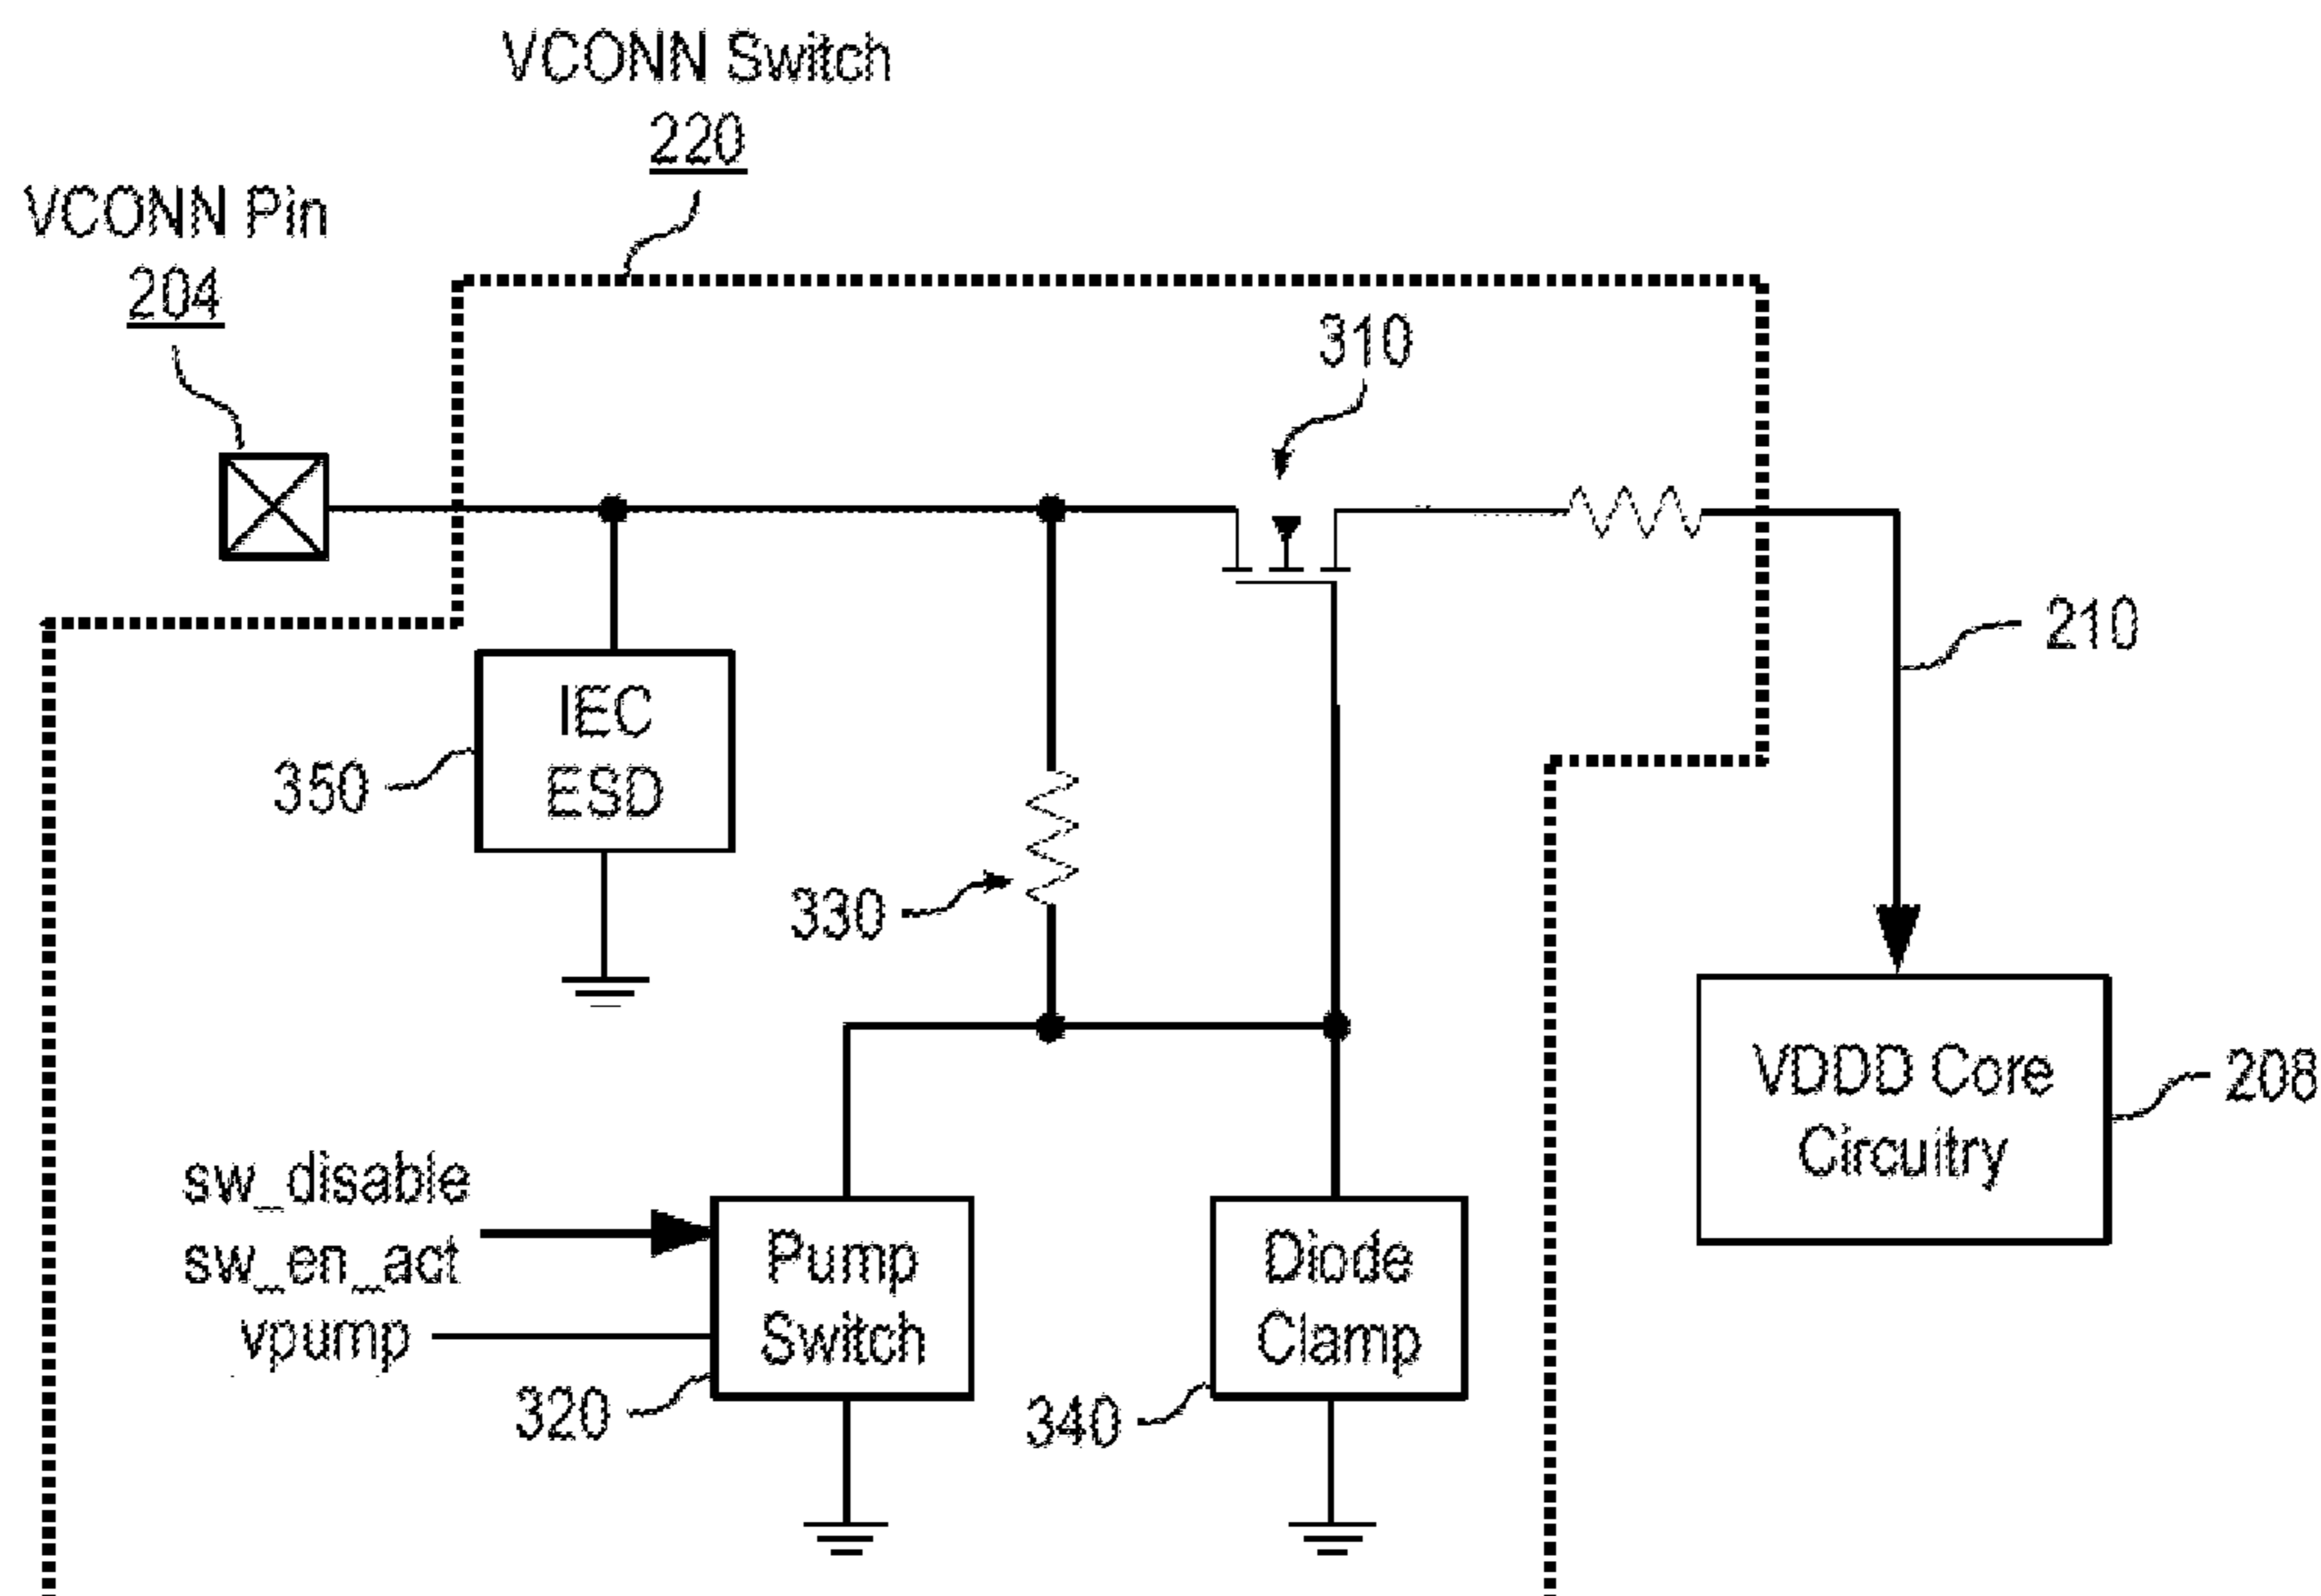 VCONN Switch
220
VCONN Pin
204
310
210
IEC
ESD
350
330
VDDD Core
Circuitry
208
sw_disable
sw_en_act
vpump
Pump
Switch
320
Diode
Clamp
340